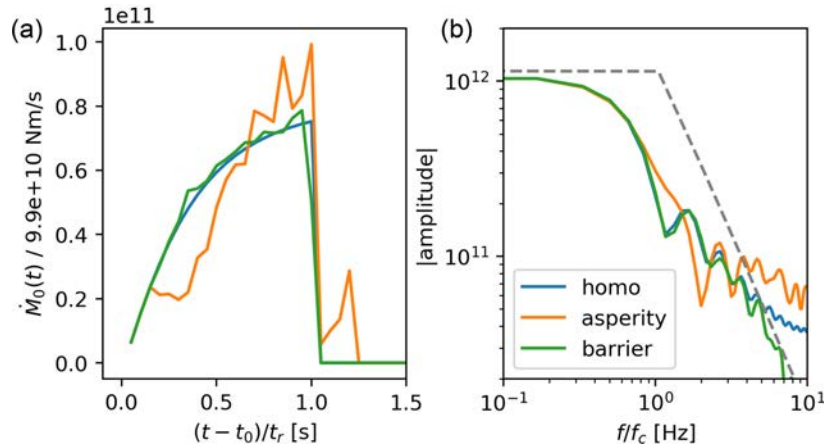 (a)
1e11
Ṁ₀(t) / 9.9e+10 Nm/s
1.0
0.8
0.6
0.4
0.2
0.0
0.0 0.5 1.0 1.5
(t − t₀)/tᵣ [s]
(b)
|amplitude|
10¹²
10¹¹
homo
asperity
barrier
10⁻¹ 10⁰ 10¹
f/f_c [Hz]